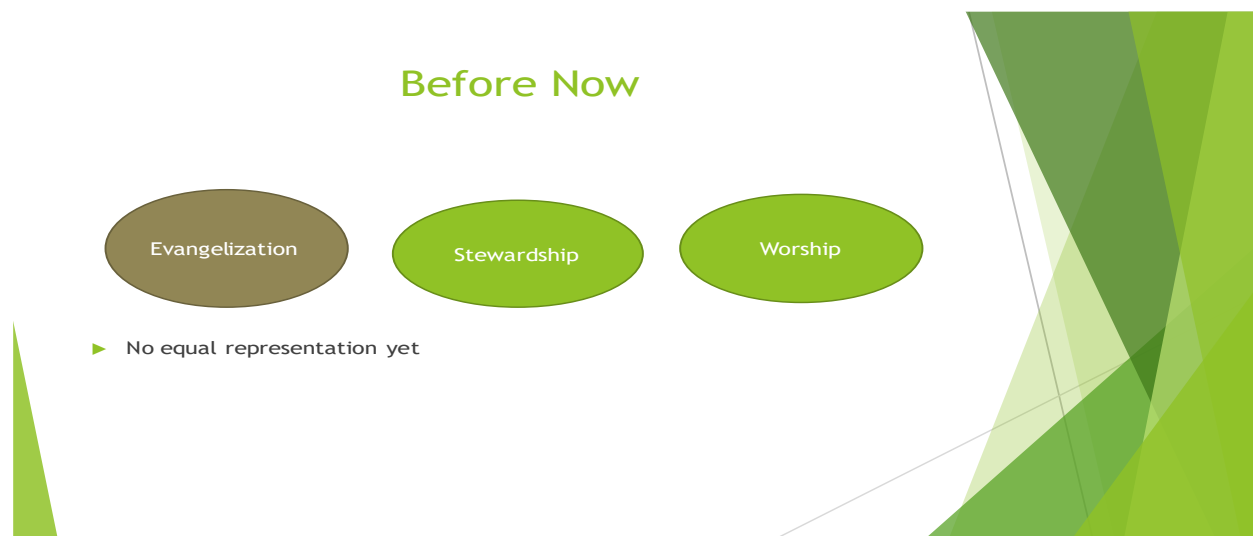 Before Now
Evangelization
Stewardship
Worship
No equal representation yet